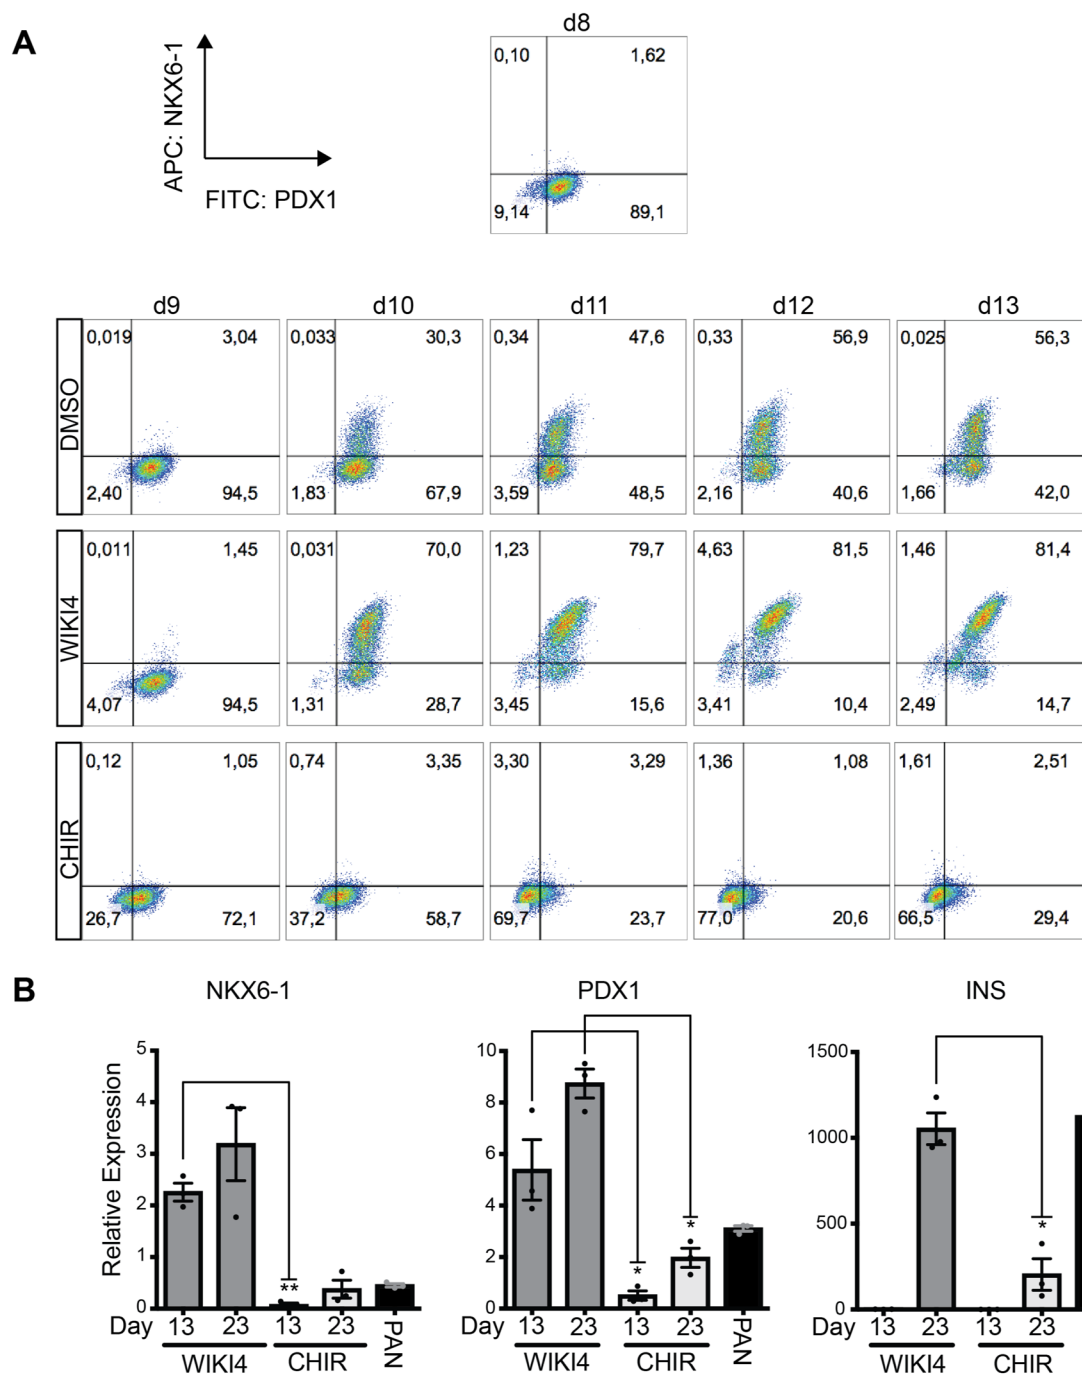 A
d8
APC: NKX6-1
FITC: PDX1
0,10 1,62
9,14 89,1
d9 d10 d11 d12 d13
DMSO
0,019 3,04 0,033 30,3 0,34 47,6 0,33 56,9 0,025 56,3
2,40 94,5 1,83 67,9 3,59 48,5 2,16 40,6 1,66 42,0
WIKI4
0,011 1,45 0,031 70,0 1,23 79,7 4,63 81,5 1,46 81,4
4,07 94,5 1,31 28,7 3,45 15,6 3,41 10,4 2,49 14,7
CHIR
0,12 1,05 0,74 3,35 3,30 3,29 1,36 1,08 1,61 2,51
26,7 72,1 37,2 58,7 69,7 23,7 77,0 20,6 66,5 29,4
B
NKX6-1
Relative Expression
5
4
3
2
1
0
**
Day 13 23 13 23 PAN
WIKI4 CHIR
PDX1
10
8
6
4
2
0
*
*
13 23 13 23 PAN
WIKI4 CHIR
INS
1500
1000
500
0
*
13 23 13 23
WIKI4 CHIR